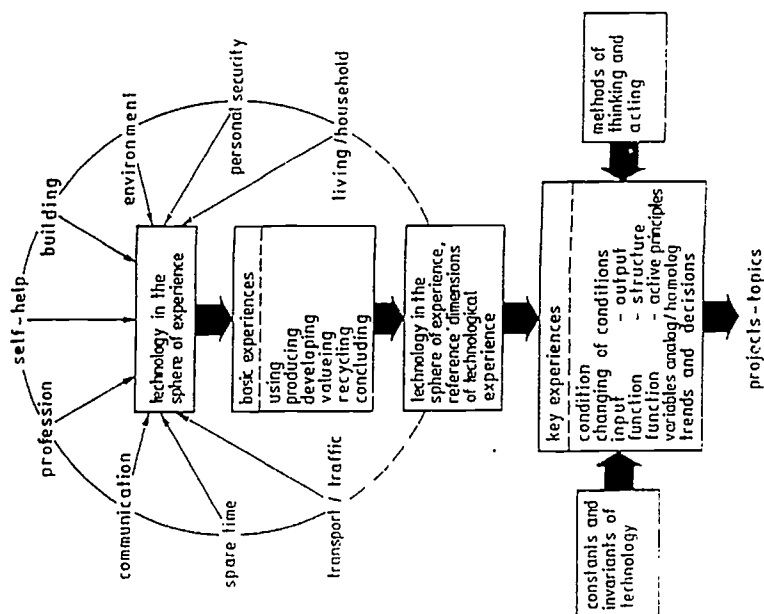 self-help
profession
building
communication
environment
spare time
personal security
transport / traffic
living/household
technology in the
sphere of experience
basic experiences
using
producing
developing
valueing
recycling
concluding
technology in the
sphere of experience,
reference dimensions
of technological
experience
constants and
invariants of
technology
key experiences
condition
changing of conditions
input - output
function - structure
function - active principles
variables analog/homolog
trends and decisions
methods of
thinking and
acting
projects-topics